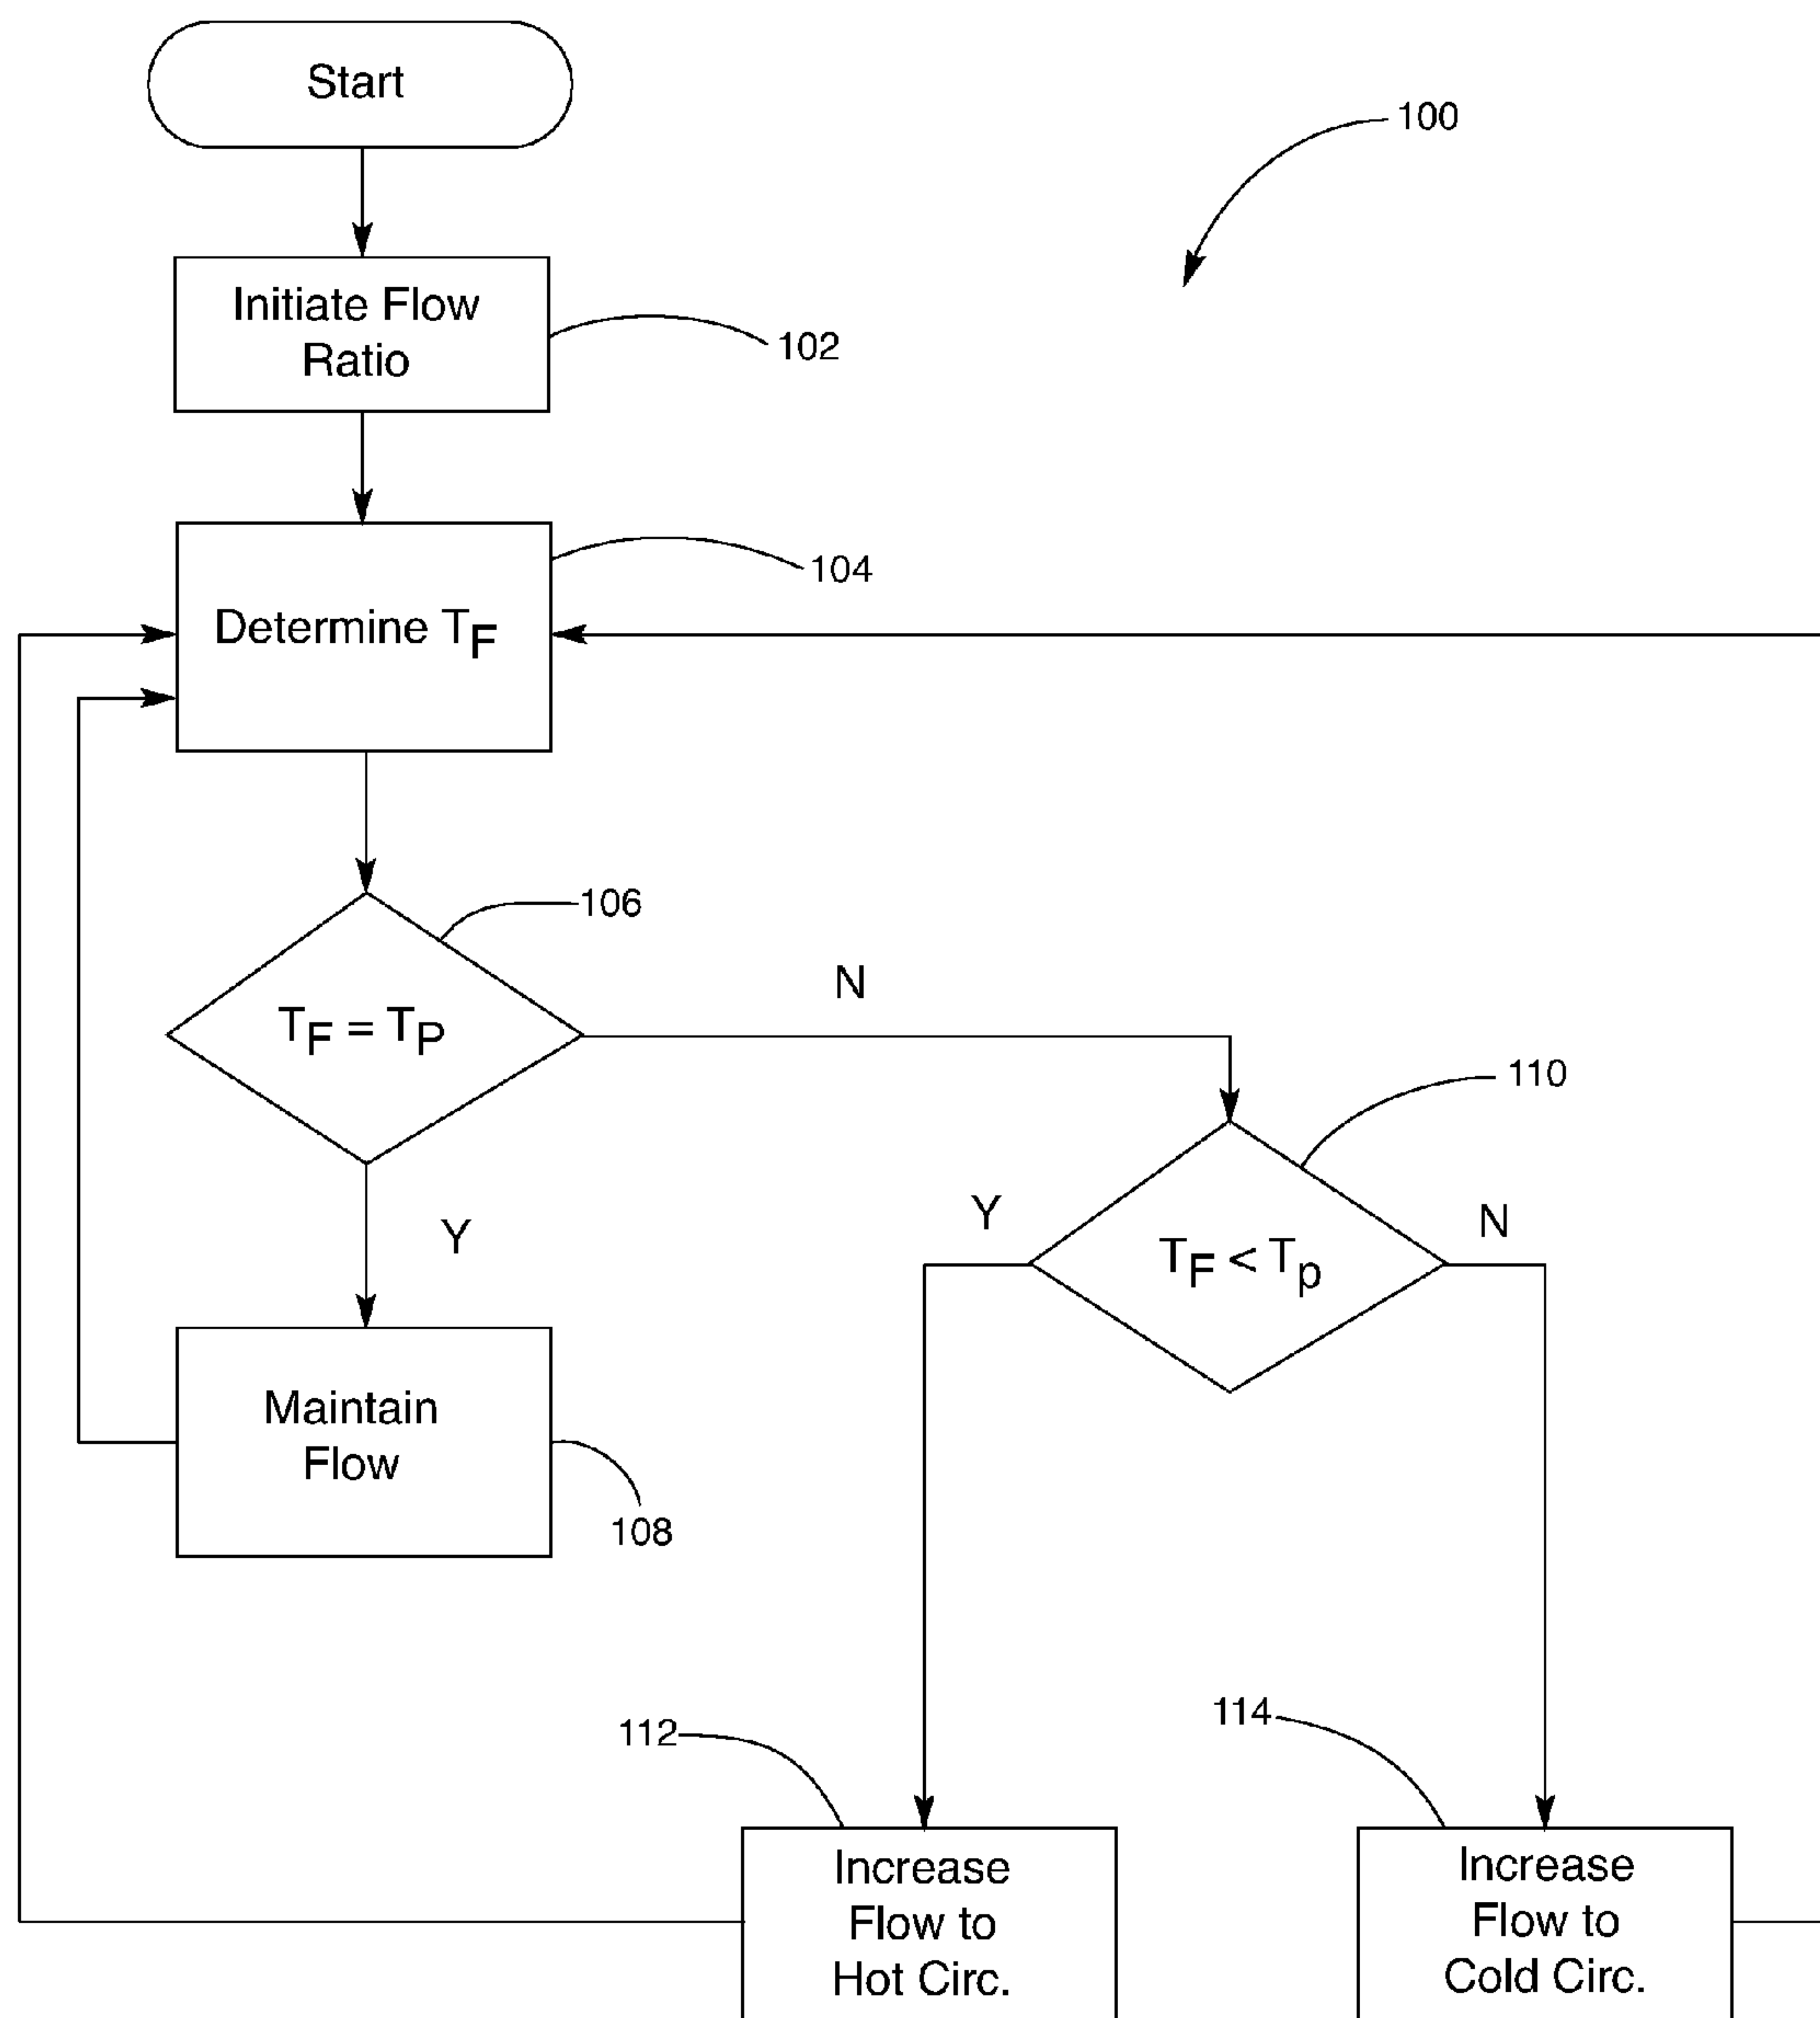 Start
100
Initiate Flow
Ratio
102
104
Determine TF
106
TF = TP
N
110
Y
N
TF < Tp
Y
Maintain
Flow
108
112
114
Increase
Flow to
Hot Circ.
Increase
Flow to
Cold Circ.